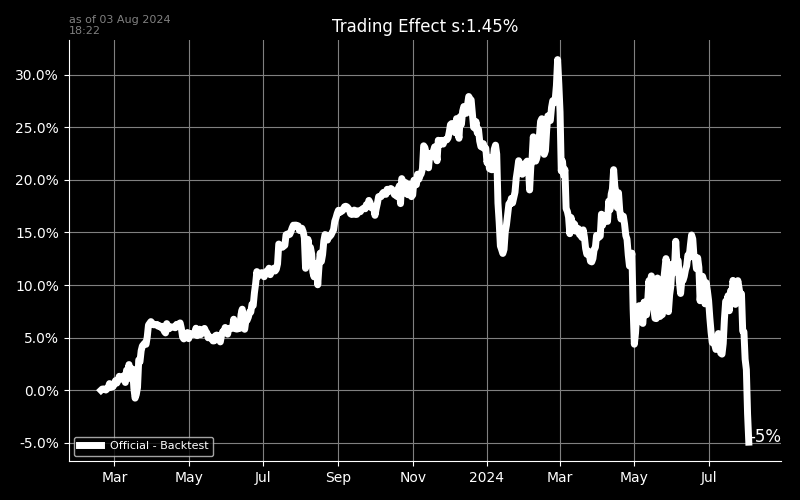 as of 03 Aug 2024
18:22
Trading Effect s:1.45%
30.0%
25.0%
20.0%
15.0%
10.0%
5.0%
0.0%
-5.0%
-5%
Official - Backtest
Mar May Jul Sep Nov 2024 Mar May Jul